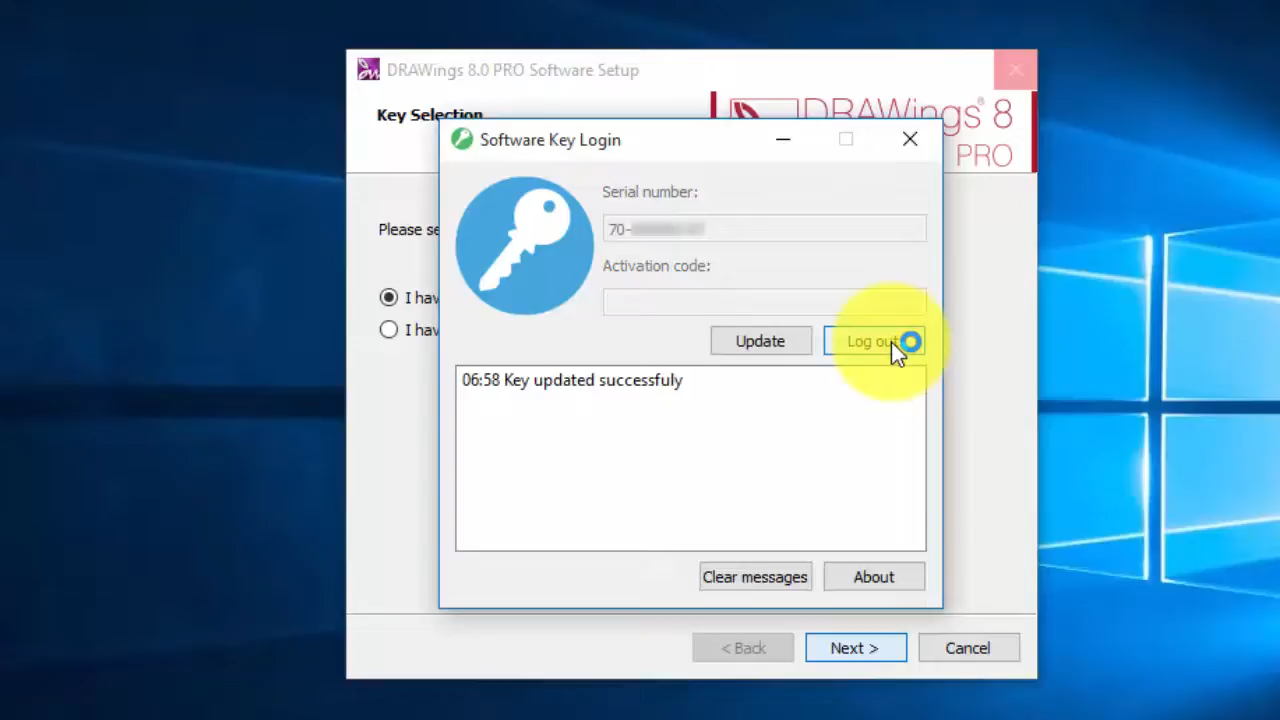 DRAWings 8.0 PRO Software Setup
Key Selection
DRAWings® 8
PRO
Software Key Login
Serial number:
70-
Please se
Activation code:
I hav
I hav
Update
Log out
06:58 Key updated successfuly
Clear messages
About
< Back
Next >
Cancel